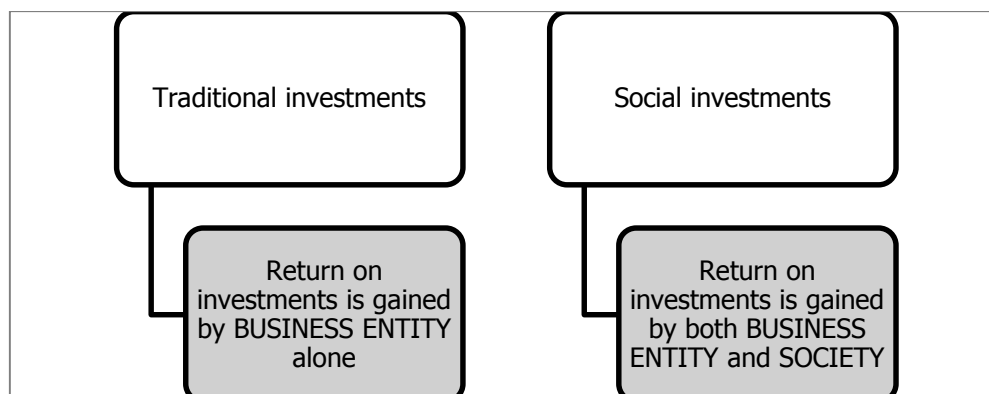 Traditional investments
Social investments
Return on
investments is gained
by BUSINESS ENTITY
alone
Return on
investments is gained
by both BUSINESS
ENTITY and SOCIETY